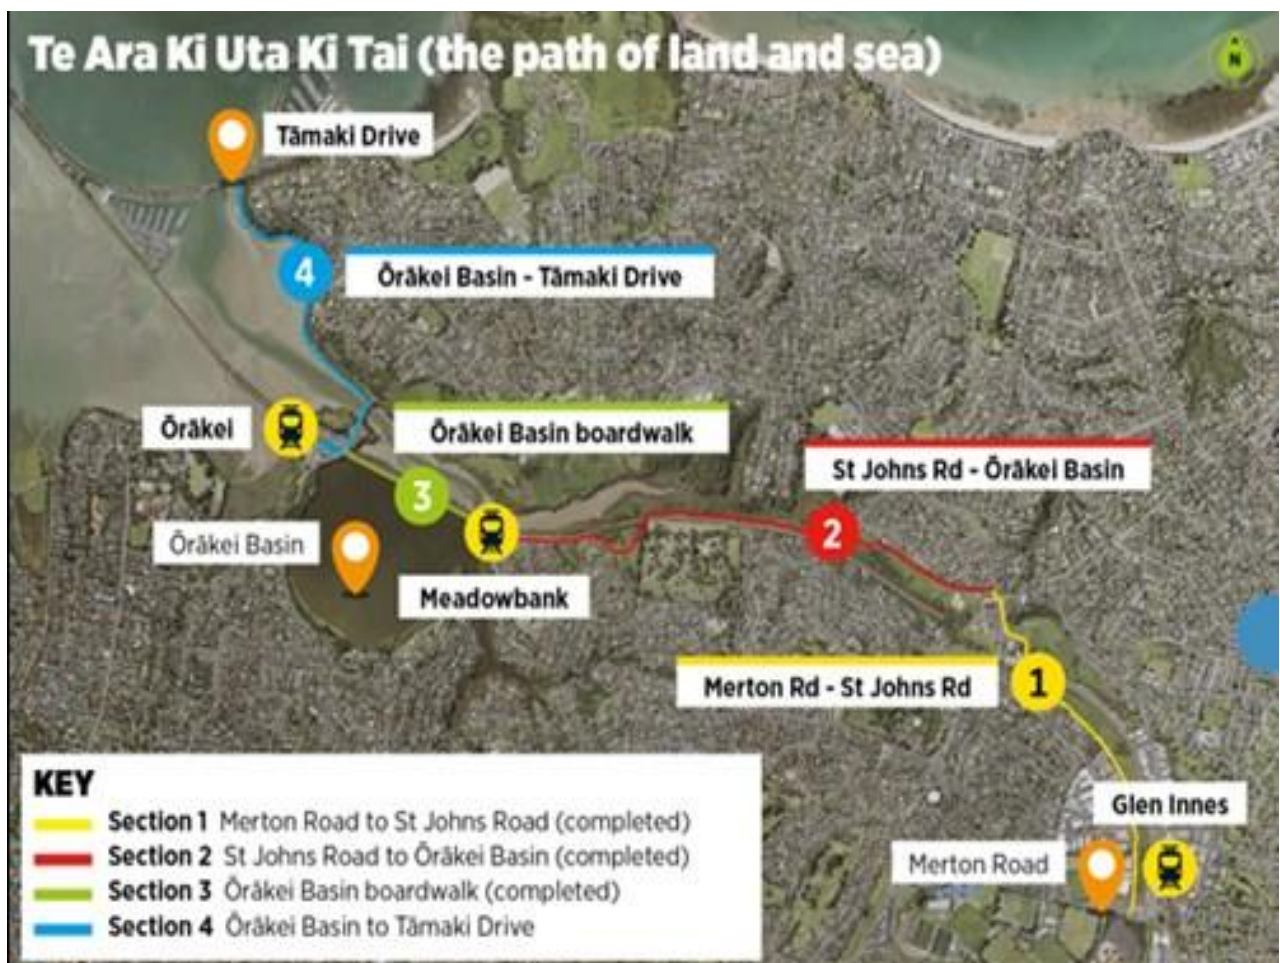 Te Ara Ki Uta Ki Tai (the path of land and sea)
N
Tāmaki Drive
4
Ōrākei Basin - Tāmaki Drive
Ōrākei
Ōrākei Basin boardwalk
St Johns Rd - Ōrākei Basin
3
2
Ōrākei Basin
Meadowbank
Merton Rd - St Johns Rd
1
Glen Innes
Merton Road
KEY
Section 1 Merton Road to St Johns Road (completed)
Section 2 St Johns Road to Ōrākei Basin (completed)
Section 3 Ōrākei Basin boardwalk (completed)
Section 4 Ōrākei Basin to Tāmaki Drive